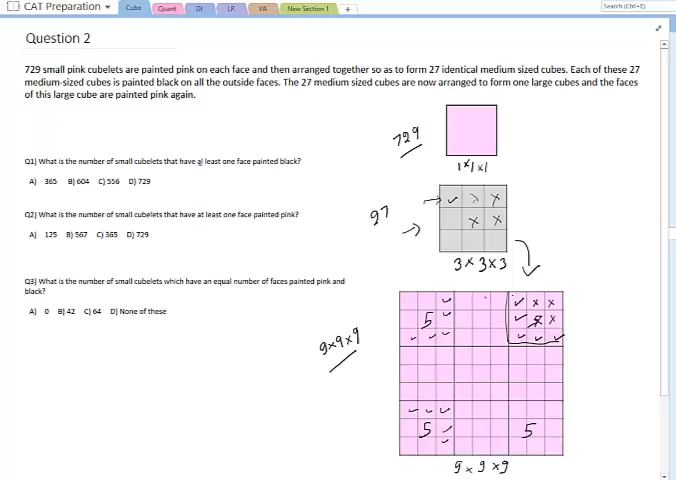 CAT Preparation
Cube Quant DI LR VA New Section 1 +
Search (Ctrl+E)
Question 2
729 small pink cubelets are painted pink on each face and then arranged together so as to form 27 identical medium sized cubes. Each of these 27
medium-sized cubes is painted black on all the outside faces. The 27 medium sized cubes are now arranged to form one large cubes and the faces
of this large cube are painted pink again.
729
1×1×1
Q1) What is the number of small cubelets that have at least one face painted black?
A) 365 B) 604 C) 556 D) 729
27
3×3×3
Q2) What is the number of small cubelets that have at least one face painted pink?
A) 125 B) 567 C) 365 D) 729
Q3) What is the number of small cubelets which have an equal number of faces painted pink and
black?
A) 0 B) 42 C) 64 D) None of these
9×9×9
5
5 5
9×9×9